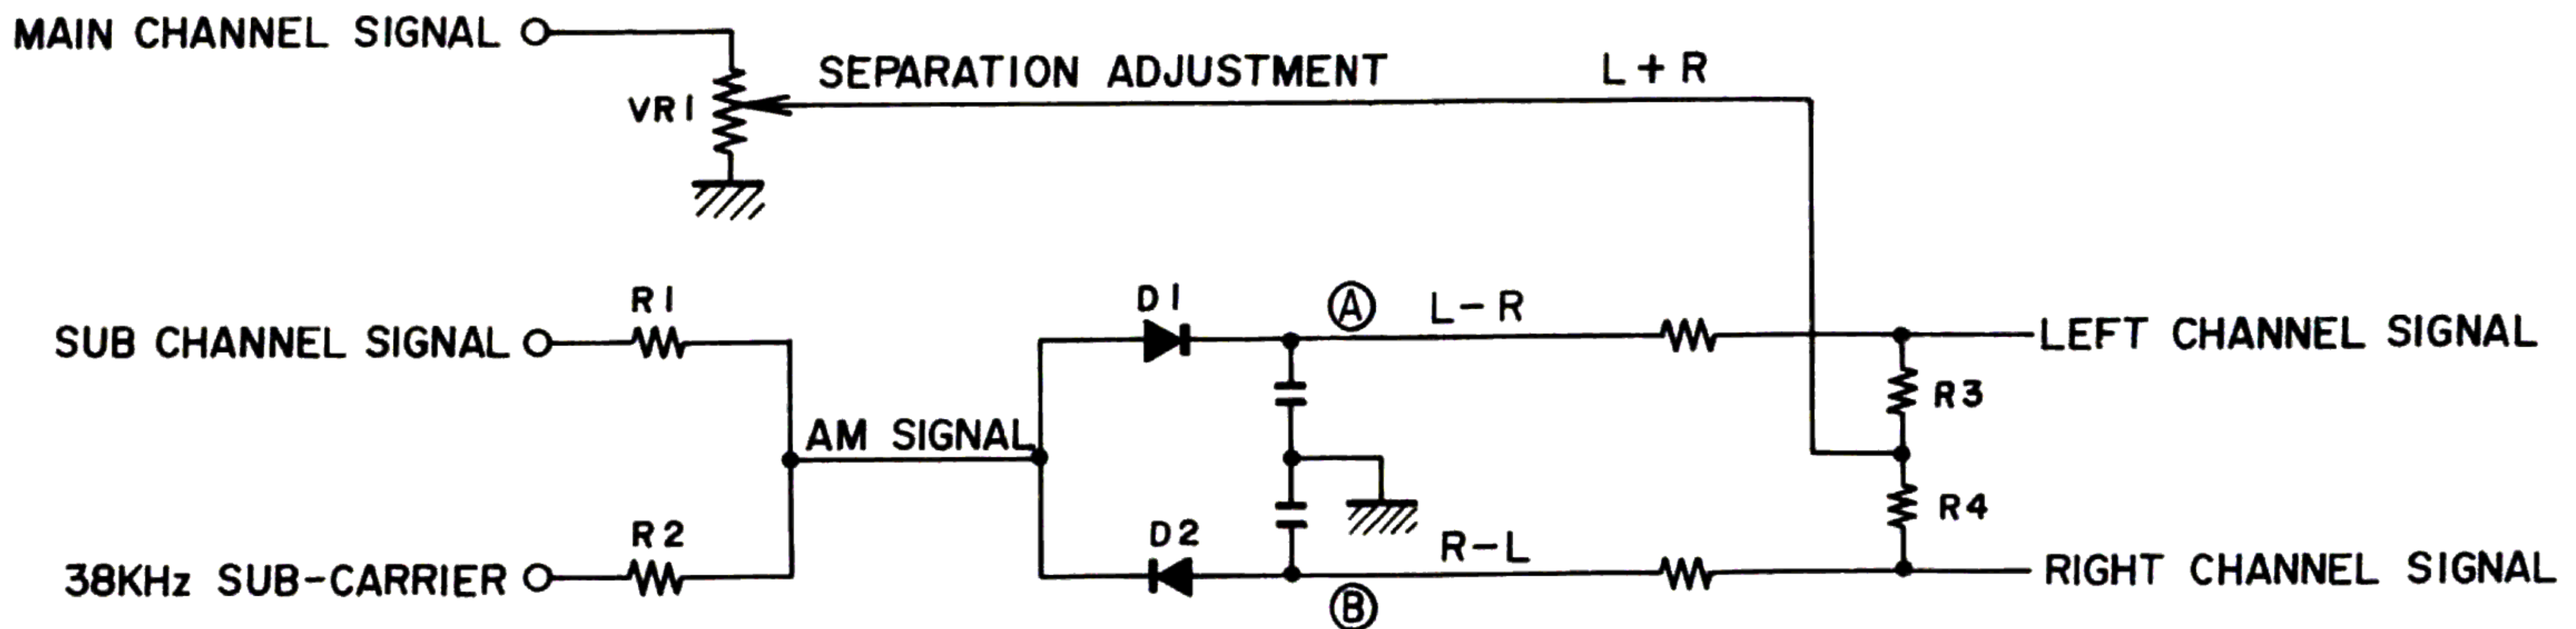 MAIN CHANNEL SIGNAL
SEPARATION ADJUSTMENT
L+R
VR1
R1
D1
Ⓐ
L-R
SUB CHANNEL SIGNAL
LEFT CHANNEL SIGNAL
R3
AM SIGNAL
R4
R2
D2
R-L
38KHz SUB-CARRIER
RIGHT CHANNEL SIGNAL
Ⓑ